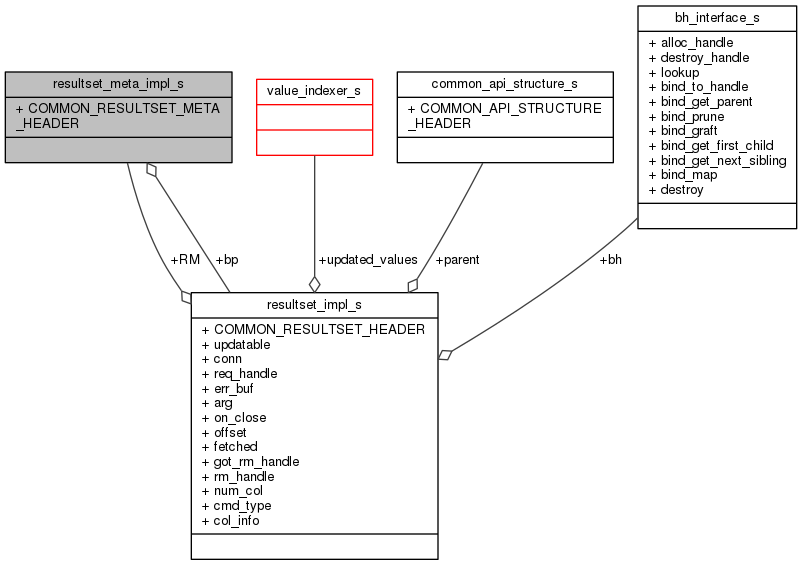 bh_interface_s
+ alloc_handle
+ destroy_handle
+ lookup
+ bind_to_handle
+ bind_get_parent
+ bind_prune
+ bind_graft
+ bind_get_first_child
+ bind_get_next_sibling
+ bind_map
+ destroy
resultset_meta_impl_s
+ COMMON_RESULTSET_META
_HEADER
value_indexer_s
common_api_structure_s
+ COMMON_API_STRUCTURE
_HEADER
+RM
+bp
+updated_values
+parent
+bh
resultset_impl_s
+ COMMON_RESULTSET_HEADER
+ updatable
+ conn
+ req_handle
+ err_buf
+ arg
+ on_close
+ offset
+ fetched
+ got_rm_handle
+ rm_handle
+ num_col
+ cmd_type
+ col_info